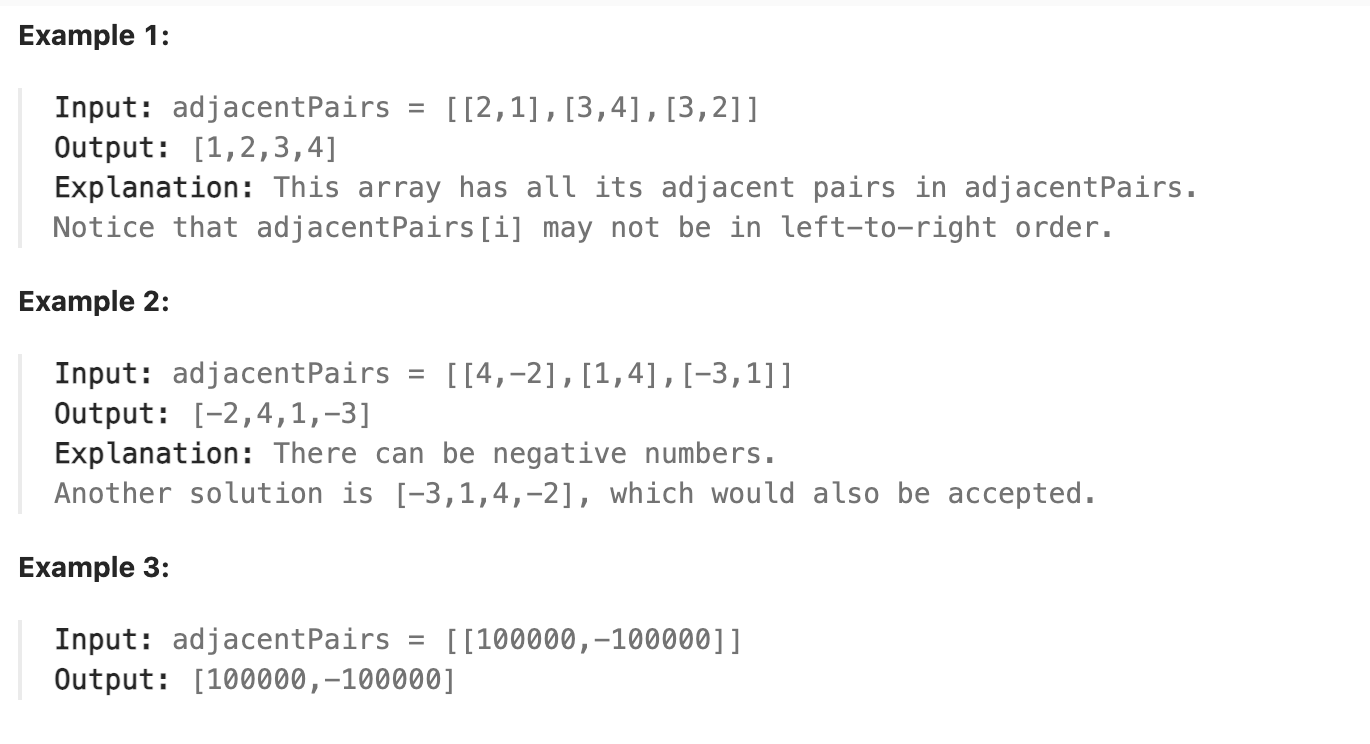 Example 1:
Input: adjacentPairs = [[2,1],[3,4],[3,2]]
Output: [1,2,3,4]
Explanation: This array has all its adjacent pairs in adjacentPairs.
Notice that adjacentPairs[i] may not be in left-to-right order.
Example 2:
Input: adjacentPairs = [[4,-2],[1,4],[-3,1]]
Output: [-2,4,1,-3]
Explanation: There can be negative numbers.
Another solution is [-3,1,4,-2], which would also be accepted.
Example 3:
Input: adjacentPairs = [[100000,-100000]]
Output: [100000,-100000]